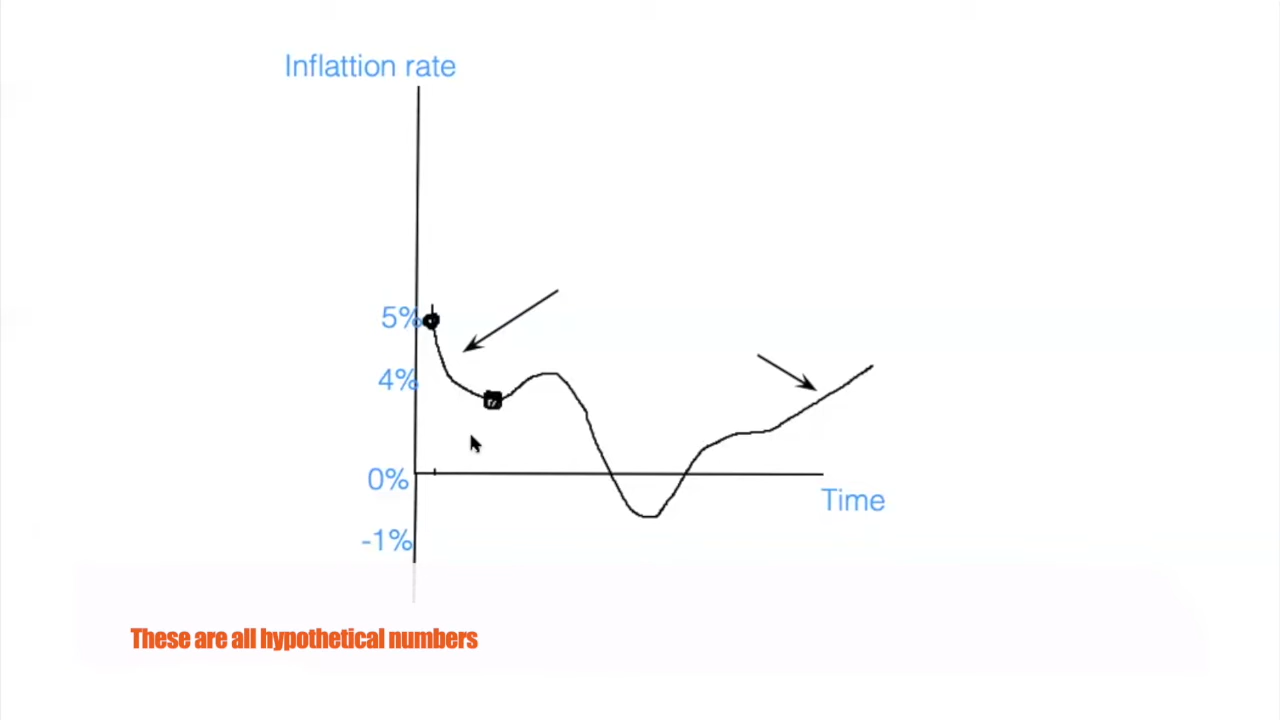 Inflattion rate
5%
4%
0%
Time
-1%
These are all hypothetical numbers